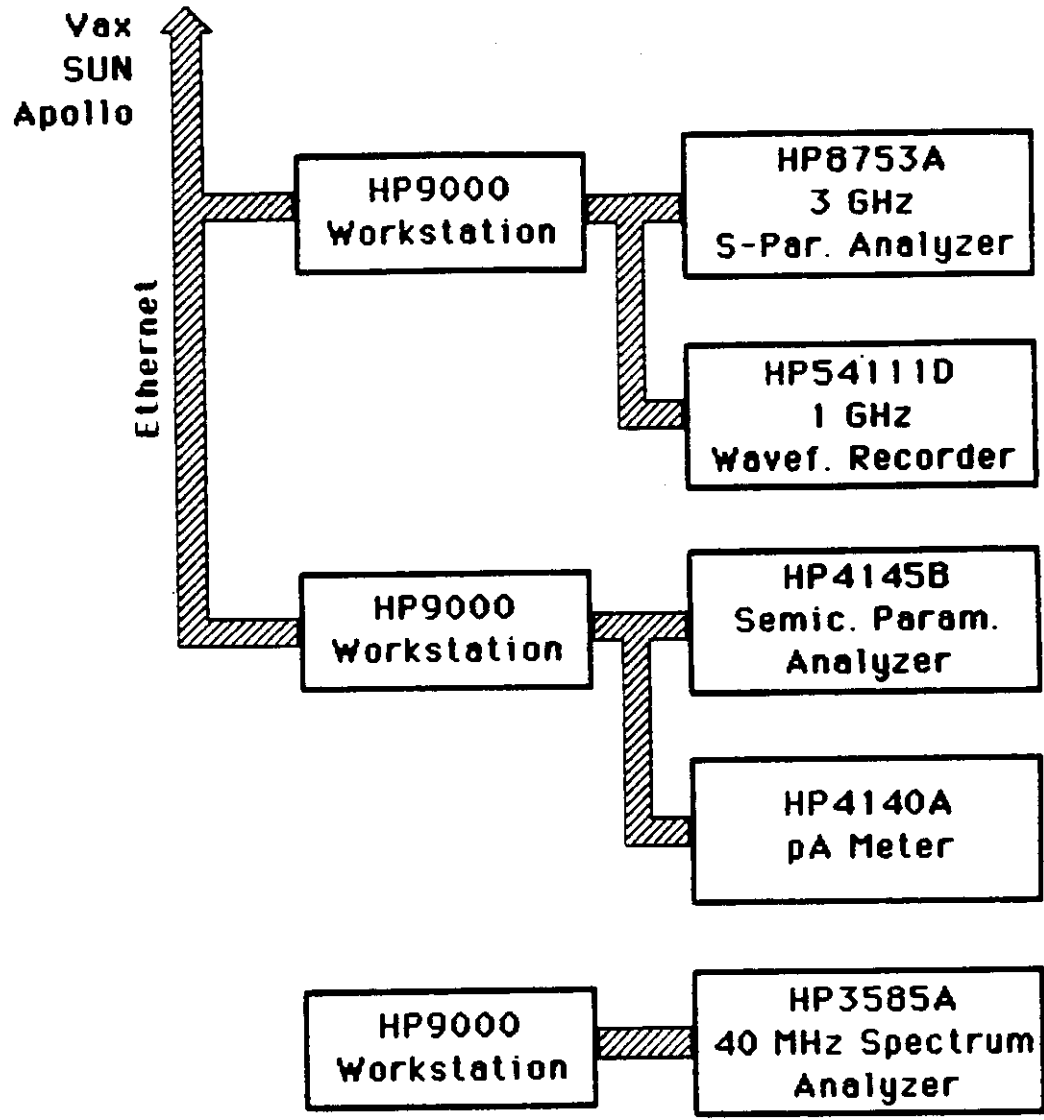 Vax
SUN
Apollo
Ethernet
HP9000
Workstation
HP8753A
3 GHz
S-Par. Analyzer
HP54111D
1 GHz
Wavef. Recorder
HP9000
Workstation
HP4145B
Semic. Param.
Analyzer
HP4140A
pA Meter
HP9000
Workstation
HP3585A
40 MHz Spectrum
Analyzer